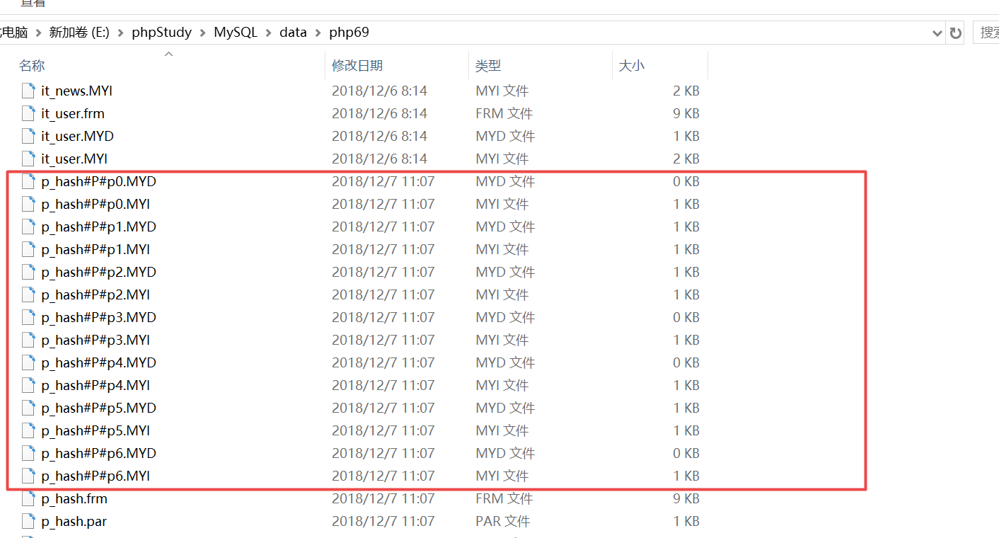 查看
电脑 新加卷 (E:) phpStudy MySQL data php69 搜索
名称 修改日期 类型 大小
it_news.MYI 2018/12/6 8:14 MYI 文件 2 KB
it_user.frm 2018/12/6 8:14 FRM 文件 9 KB
it_user.MYD 2018/12/6 8:14 MYD 文件 1 KB
it_user.MYI 2018/12/6 8:14 MYI 文件 2 KB
p_hash#P#p0.MYD 2018/12/7 11:07 MYD 文件 0 KB
p_hash#P#p0.MYI 2018/12/7 11:07 MYI 文件 1 KB
p_hash#P#p1.MYD 2018/12/7 11:07 MYD 文件 1 KB
p_hash#P#p1.MYI 2018/12/7 11:07 MYI 文件 1 KB
p_hash#P#p2.MYD 2018/12/7 11:07 MYD 文件 1 KB
p_hash#P#p2.MYI 2018/12/7 11:07 MYI 文件 1 KB
p_hash#P#p3.MYD 2018/12/7 11:07 MYD 文件 0 KB
p_hash#P#p3.MYI 2018/12/7 11:07 MYI 文件 1 KB
p_hash#P#p4.MYD 2018/12/7 11:07 MYD 文件 0 KB
p_hash#P#p4.MYI 2018/12/7 11:07 MYI 文件 1 KB
p_hash#P#p5.MYD 2018/12/7 11:07 MYD 文件 1 KB
p_hash#P#p5.MYI 2018/12/7 11:07 MYI 文件 1 KB
p_hash#P#p6.MYD 2018/12/7 11:07 MYD 文件 0 KB
p_hash#P#p6.MYI 2018/12/7 11:07 MYI 文件 1 KB
p_hash.frm 2018/12/7 11:07 FRM 文件 9 KB
p_hash.par 2018/12/7 11:07 PAR 文件 1 KB